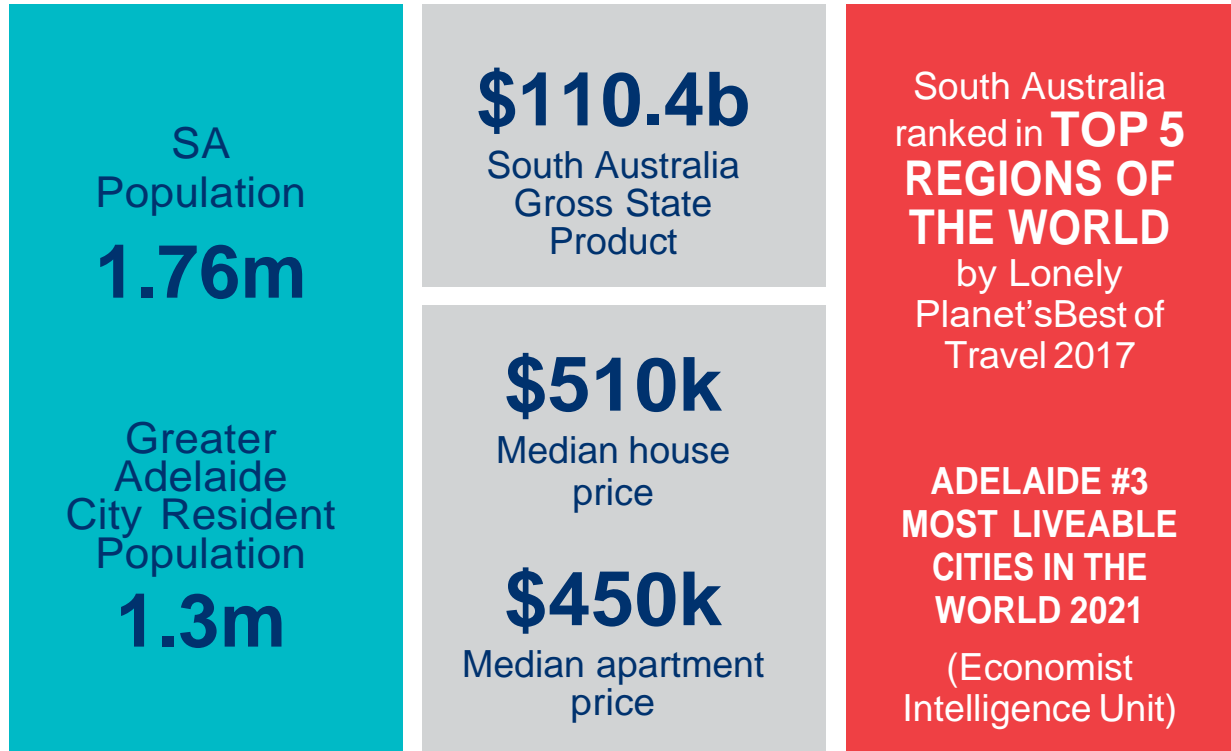 SA
Population
1.76m
Greater
Adelaide
City Resident
Population
1.3m
$110.4b
South Australia
Gross State
Product
$510k
Median house
price
$450k
Median apartment
price
South Australia
ranked in TOP 5
REGIONS OF
THE WORLD
by Lonely
Planet'sBest of
Travel 2017
ADELAIDE #3
MOST LIVEABLE
CITIES IN THE
WORLD 2021
(Economist
Intelligence Unit)